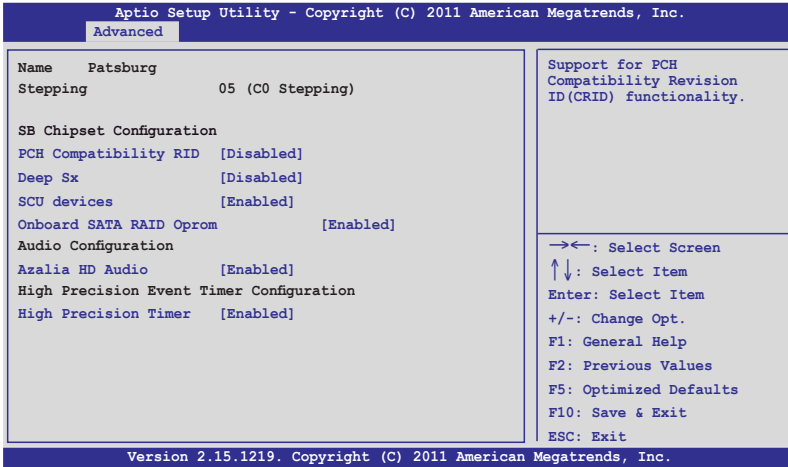 Aptio Setup Utility - Copyright (C) 2011 American Megatrends, Inc.
Advanced
Name Patsburg
Stepping 05 (C0 Stepping)
SB Chipset Configuration
PCH Compatibility RID [Disabled]
Deep Sx [Disabled]
SCU devices [Enabled]
Onboard SATA RAID Oprom [Enabled]
Audio Configuration
Azalia HD Audio [Enabled]
High Precision Event Timer Configuration
High Precision Timer [Enabled]
Support for PCH
Compatibility Revision
ID(CRID) functionality.
→←: Select Screen
↑↓: Select Item
Enter: Select Item
+/-: Change Opt.
F1: General Help
F2: Previous Values
F5: Optimized Defaults
F10: Save & Exit
ESC: Exit
Version 2.15.1219. Copyright (C) 2011 American Megatrends, Inc.